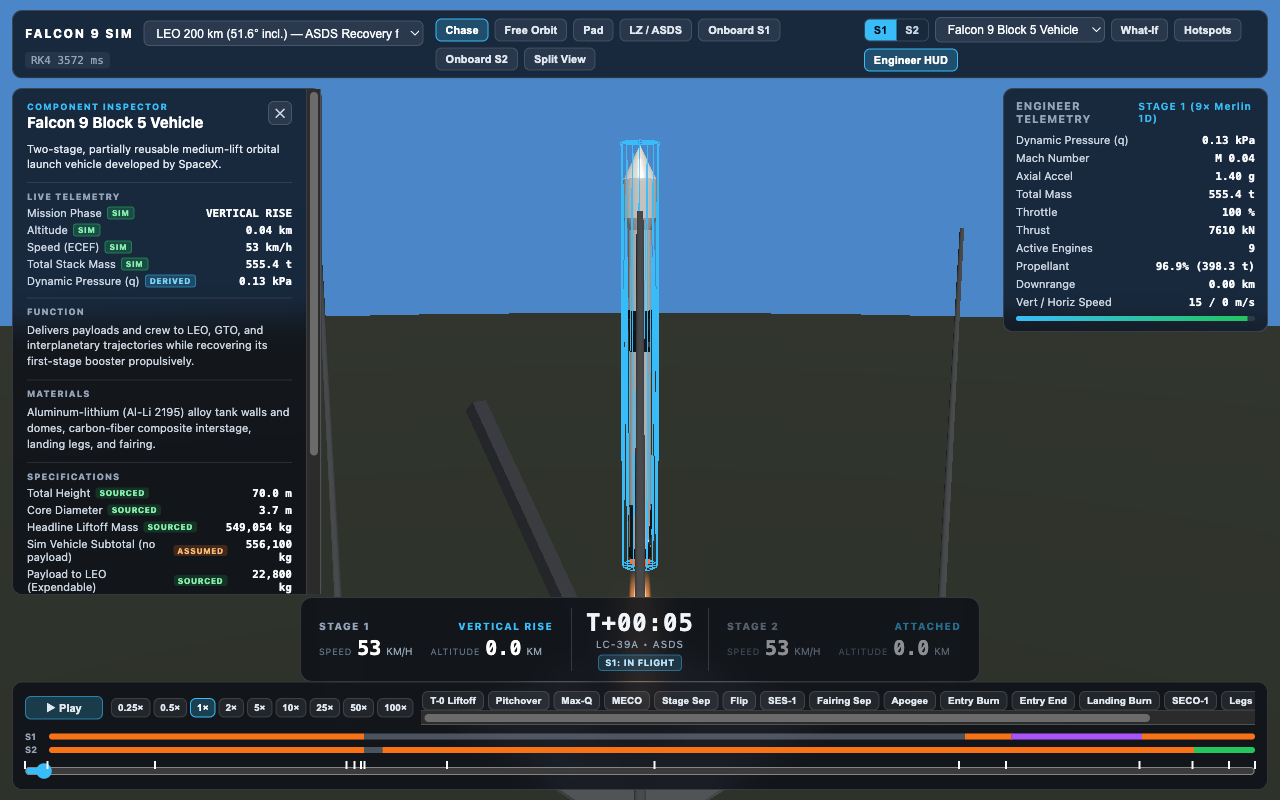 FALCON 9 SIM
LEO 200 km (51.6° incl.) — ASDS Recovery f
Chase
Free Orbit
Pad
LZ / ASDS
Onboard S1
S1
S2
Falcon 9 Block 5 Vehicle
What-If
Hotspots
RK4 3572 ms
Onboard S2
Split View
Engineer HUD
COMPONENT INSPECTOR
Falcon 9 Block 5 Vehicle
Two-stage, partially reusable medium-lift orbital
launch vehicle developed by SpaceX.
LIVE TELEMETRY
Mission Phase SIM VERTICAL RISE
Altitude SIM 0.04 km
Speed (ECEF) SIM 53 km/h
Total Stack Mass SIM 555.4 t
Dynamic Pressure (q) DERIVED 0.13 kPa
FUNCTION
Delivers payloads and crew to LEO, GTO, and
interplanetary trajectories while recovering its
first-stage booster propulsively.
MATERIALS
Aluminum-lithium (Al-Li 2195) alloy tank walls and
domes, carbon-fiber composite interstage,
landing legs, and fairing.
SPECIFICATIONS
Total Height SOURCED 70.0 m
Core Diameter SOURCED 3.7 m
Headline Liftoff Mass SOURCED 549,054 kg
Sim Vehicle Subtotal (no
payload) ASSUMED 556,100
kg
Payload to LEO
(Expendable) SOURCED 22,800
kg
ENGINEER
TELEMETRY
STAGE 1 (9× Merlin
1D)
Dynamic Pressure (q) 0.13 kPa
Mach Number M 0.04
Axial Accel 1.40 g
Total Mass 555.4 t
Throttle 100 %
Thrust 7610 kN
Active Engines 9
Propellant 96.9% (398.3 t)
Downrange 0.00 km
Vert / Horiz Speed 15 / 0 m/s
STAGE 1 VERTICAL RISE
SPEED 53 KM/H ALTITUDE 0.0 KM
T+00:05
LC-39A • ASDS
S1: IN FLIGHT
STAGE 2 ATTACHED
SPEED 53 KM/H ALTITUDE 0.0 KM
Play
0.25×
0.5×
1×
2×
5×
10×
25×
50×
100×
T-0 Liftoff
Pitchover
Max-Q
MECO
Stage Sep
Flip
SES-1
Fairing Sep
Apogee
Entry Burn
Entry End
Landing Burn
SECO-1
Legs
S1
S2